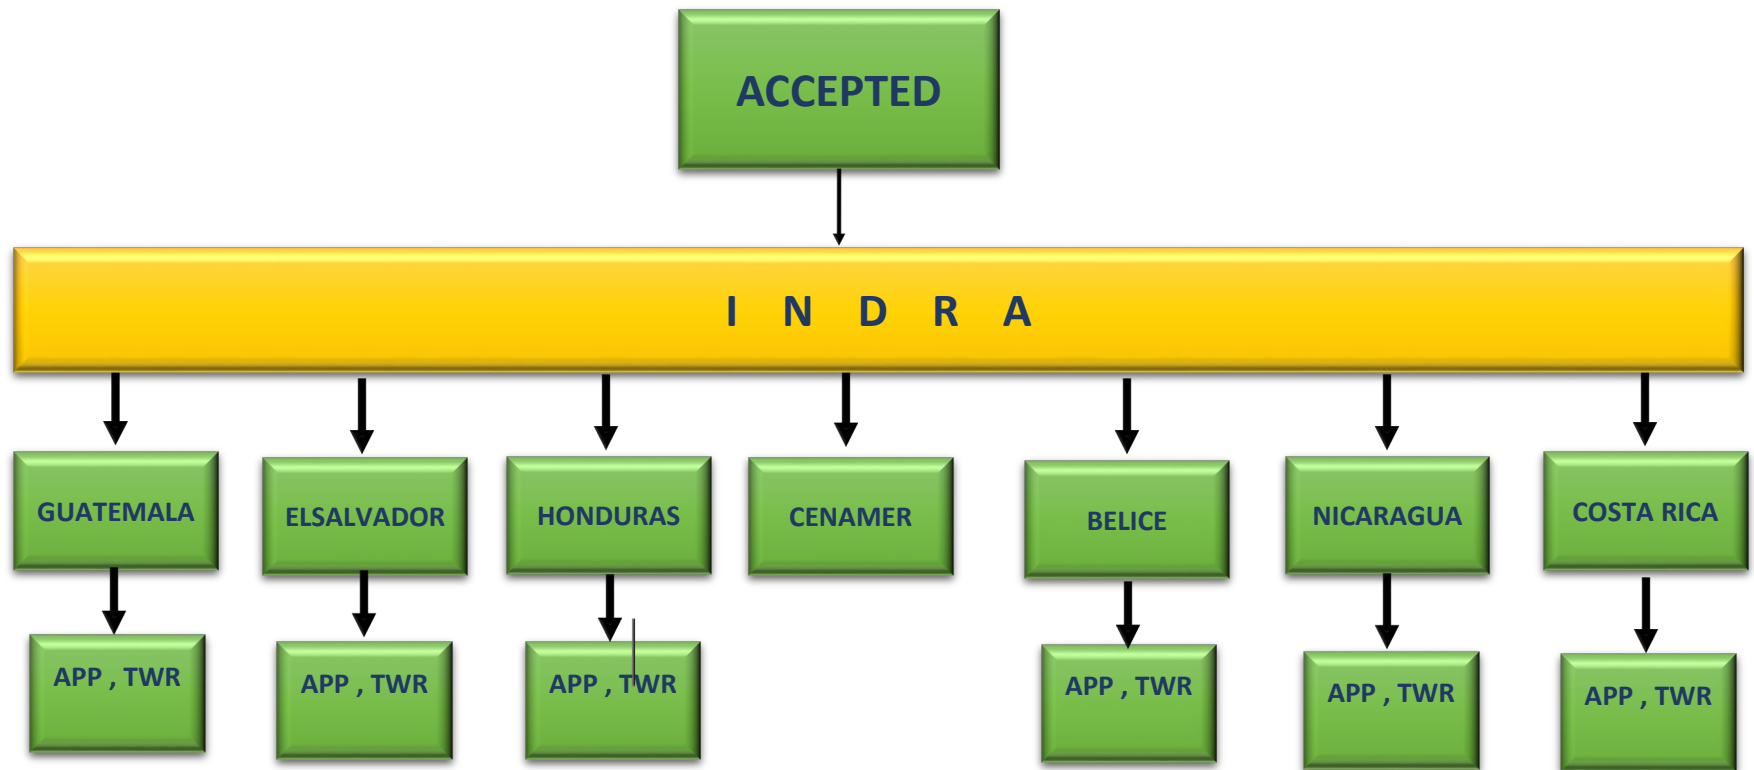 ACCEPTED
I N D R A
GUATEMALA
ELSALVADOR
HONDURAS
CENAMER
BELICE
NICARAGUA
COSTA RICA
APP , TWR
APP , TWR
APP , TWR
APP , TWR
APP , TWR
APP , TWR